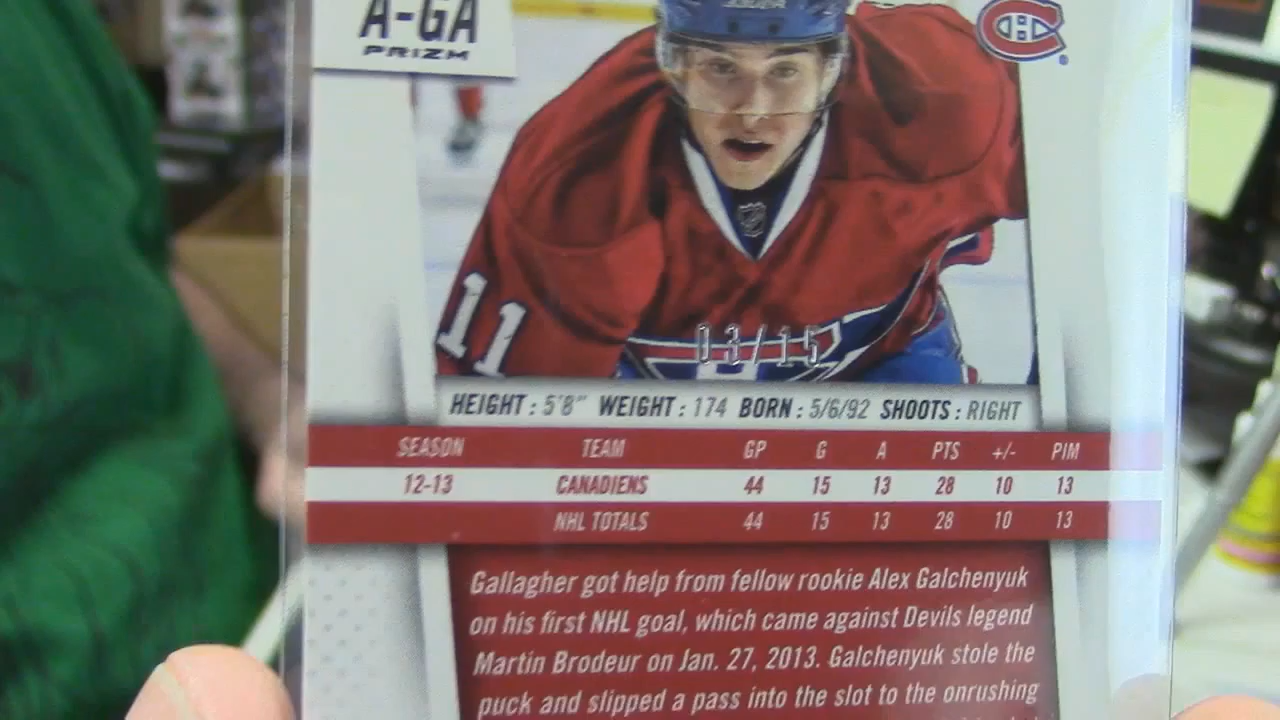 A-GA
PRIZM
11
03/15
HEIGHT: 5'8" WEIGHT: 174 BORN: 5/6/92 SHOOTS: RIGHT
SEASON TEAM GP G A PTS +/- PIM
12-13 CANADIENS 44 15 13 28 10 13
NHL TOTALS 44 15 13 28 10 13
Gallagher got help from fellow rookie Alex Galchenyuk
on his first NHL goal, which came against Devils legend
Martin Brodeur on Jan. 27, 2013. Galchenyuk stole the
puck and slipped a pass into the slot to the onrushing